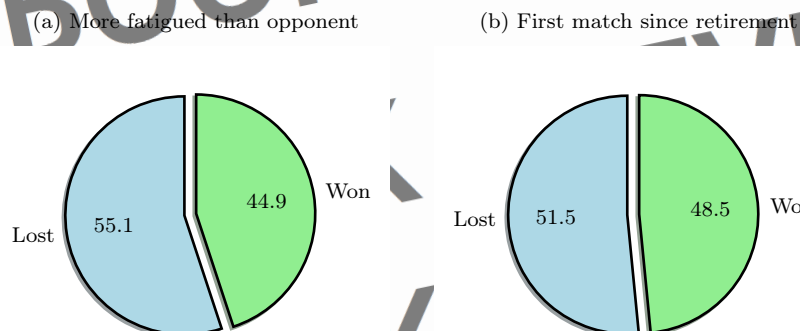 (a) More fatigued than opponent
(b) First match since retirement
44.9
Won
55.1
Lost
48.5
51.5
Lost